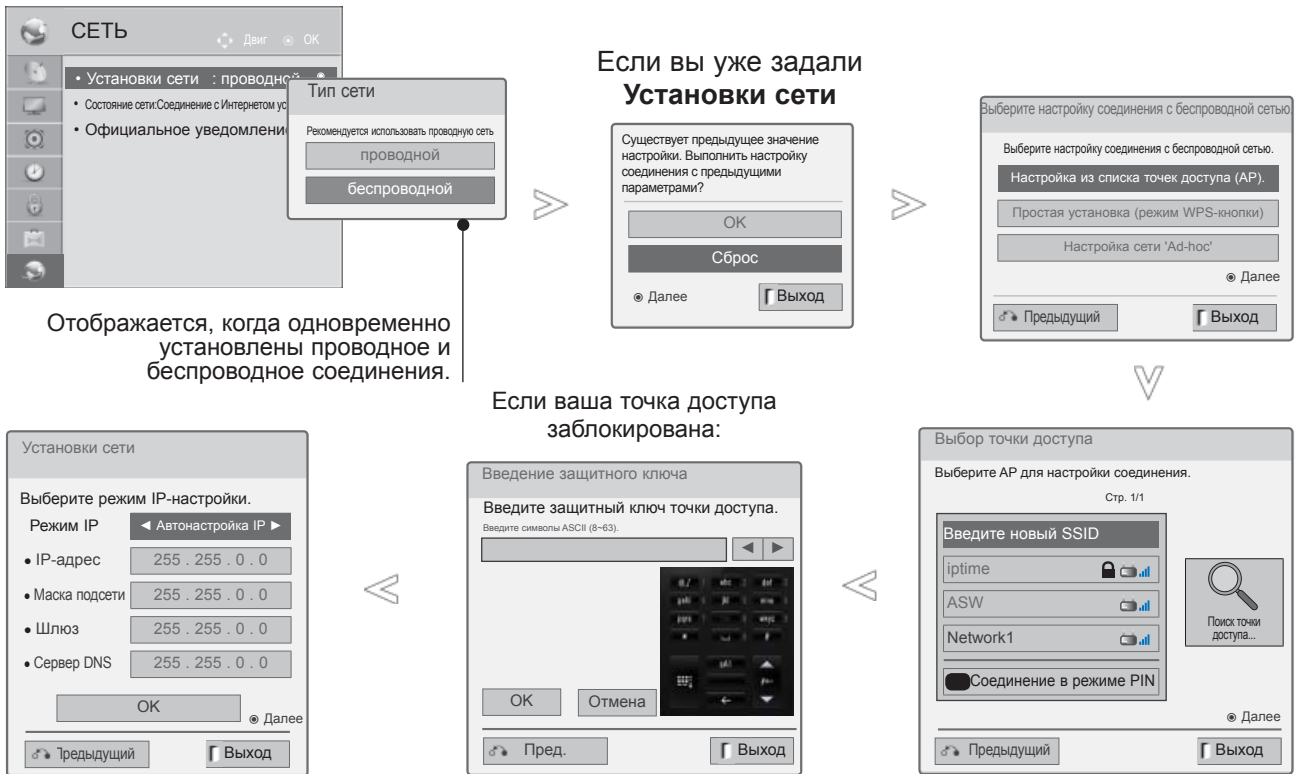 СЕТЬ
Двиг ОК
• Установки сети : проводной
• Состояние сети:Соединение с Интернетом ус
• Официальное уведомлени
Тип сети
Рекомендуется использовать проводную сеть
проводной
беспроводной
Отображается, когда одновременно
установлены проводное и
беспроводное соединения.
Если вы уже задали
Установки сети
Существует предыдущее значение
настройки. Выполнить настройку
соединения с предыдущими
параметрами?
ОК
Сброс
Далее
Выход
Выберите настройку соединения с беспроводной сетью.
Выберите настройку соединения с беспроводной сетью.
Настройка из списка точек доступа (AP).
Простая установка (режим WPS-кнопки)
Настройка сети 'Ad-hoc'
Далее
Предыдущий
Выход
Выбор точки доступа
Выберите AP для настройки соединения.
Стр. 1/1
Введите новый SSID
iptime
ASW
Network1
Соединение в режиме PIN
Поиск точки
доступа...
Далее
Предыдущий
Выход
Если ваша точка доступа
заблокирована:
Введение защитного ключа
Введите защитный ключ точки доступа.
Введите символы ASCII (8~63).
◄ ►
ОК
Отмена
Пред.
Выход
Установки сети
Выберите режим IP-настройки.
Режим IP ◄ Автонастройка IP ►
• IP-адрес 255 . 255 . 0 . 0
• Маска подсети 255 . 255 . 0 . 0
• Шлюз 255 . 255 . 0 . 0
• Сервер DNS 255 . 255 . 0 . 0
ОК
Далее
Предыдущий
Выход